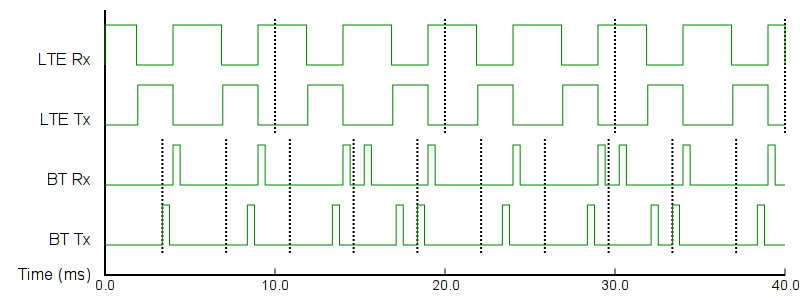 LTE Rx
LTE Tx
BT Rx
BT Tx
Time (ms)
0.0 10.0 20.0 30.0 40.0